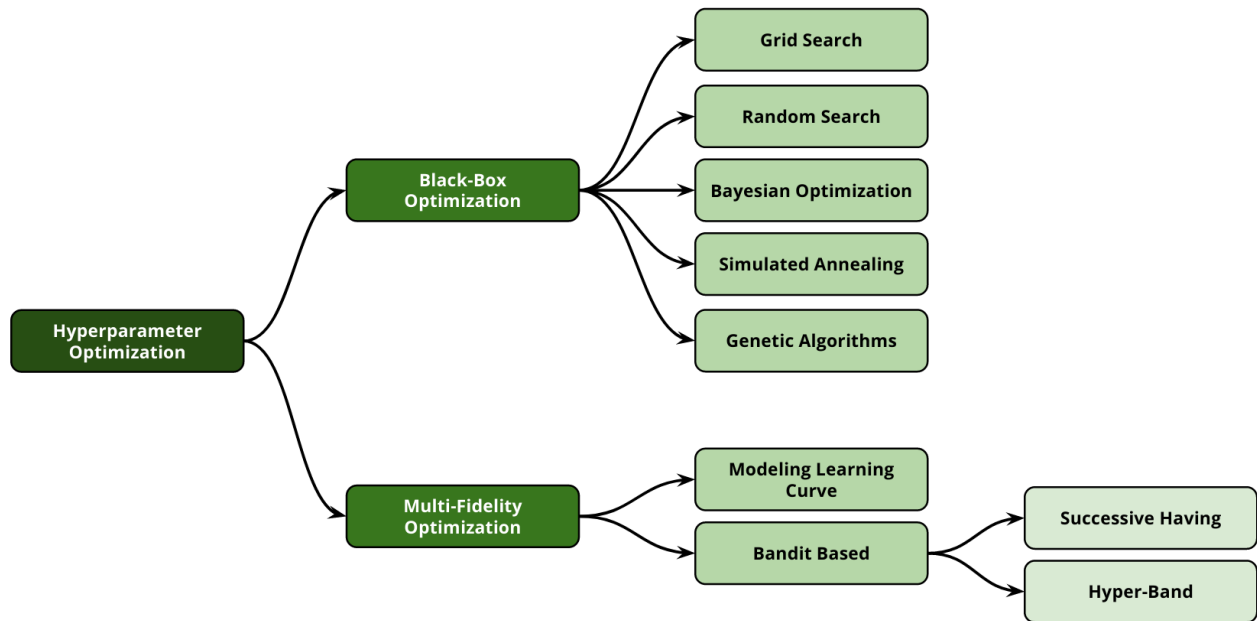 Grid Search
Random Search
Black-Box
Optimization
Bayesian Optimization
Simulated Annealing
Hyperparameter
Optimization
Genetic Algorithms
Modeling Learning
Curve
Multi-Fidelity
Optimization
Successive Having
Bandit Based
Hyper-Band